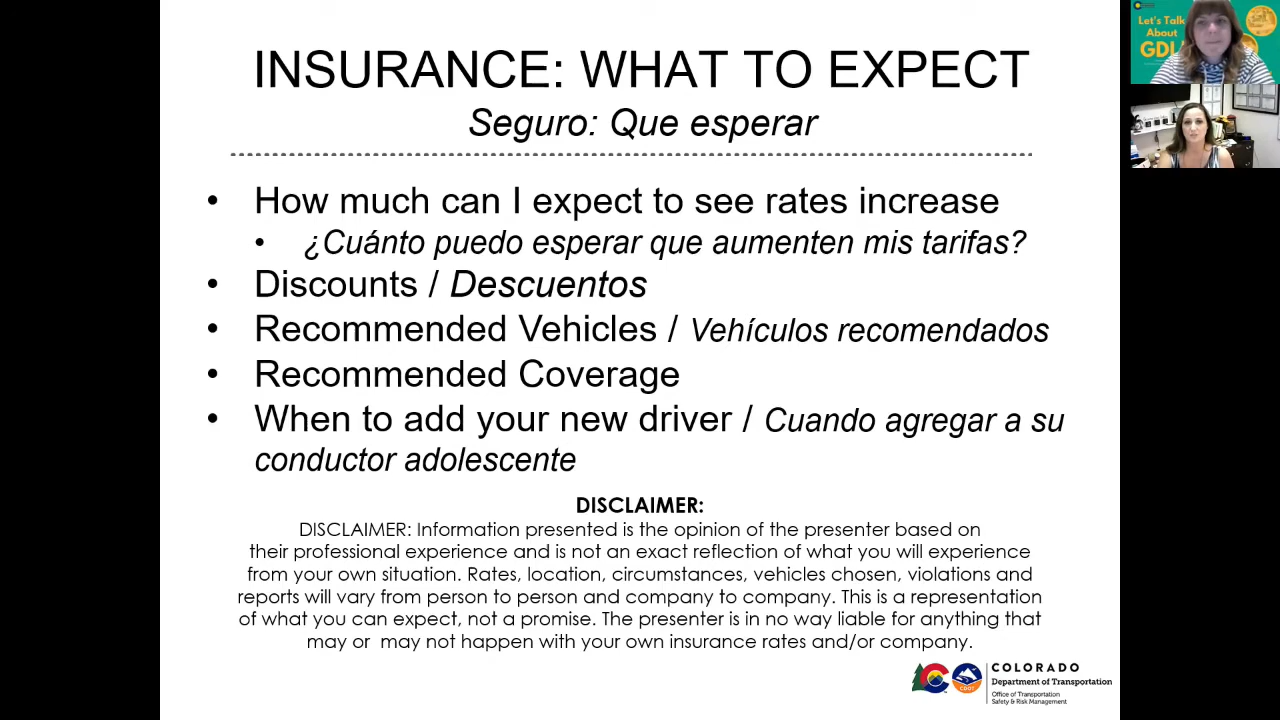 INSURANCE: WHAT TO EXPECT
Seguro: Que esperar
• How much can I expect to see rates increase
• ¿Cuánto puedo esperar que aumenten mis tarifas?
• Discounts / Descuentos
• Recommended Vehicles / Vehículos recomendados
• Recommended Coverage
• When to add your new driver / Cuando agregar a su
conductor adolescente
DISCLAIMER:
DISCLAIMER: Information presented is the opinion of the presenter based on
their professional experience and is not an exact reflection of what you will experience
from your own situation. Rates, location, circumstances, vehicles chosen, violations and
reports will vary from person to person and company to company. This is a representation
of what you can expect, not a promise. The presenter is in no way liable for anything that
may or may not happen with your own insurance rates and/or company.
CDOT
COLORADO
Department of Transportation
Office of Transportation
Safety & Risk Management
Let's Talk
About